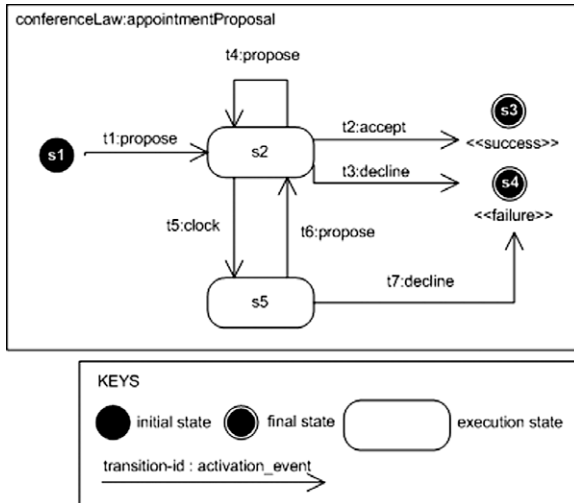 conferenceLaw:appointmentProposal
t4:propose
s1
t1:propose
s2
t2:accept
s3
<<success>>
t3:decline
s4
<<failure>>
t5:clock
t6:propose
s5
t7:decline
KEYS
initial state
final state
execution state
transition-id : activation_event